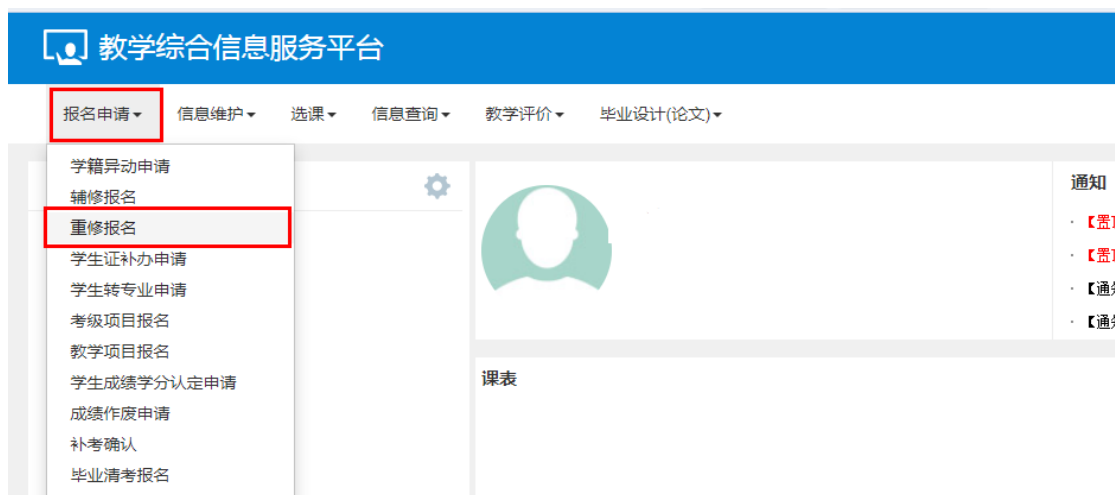 教学综合信息服务平台
报名申请 信息维护 选课 信息查询 教学评价 毕业设计(论文)
学籍异动申请
辅修报名
重修报名
学生证补办申请
学生转专业申请
考级项目报名
教学项目报名
学生成绩学分认定申请
成绩作废申请
补考确认
毕业清考报名
通知
· 【置
· 【置
· 【通
· 【通
课表